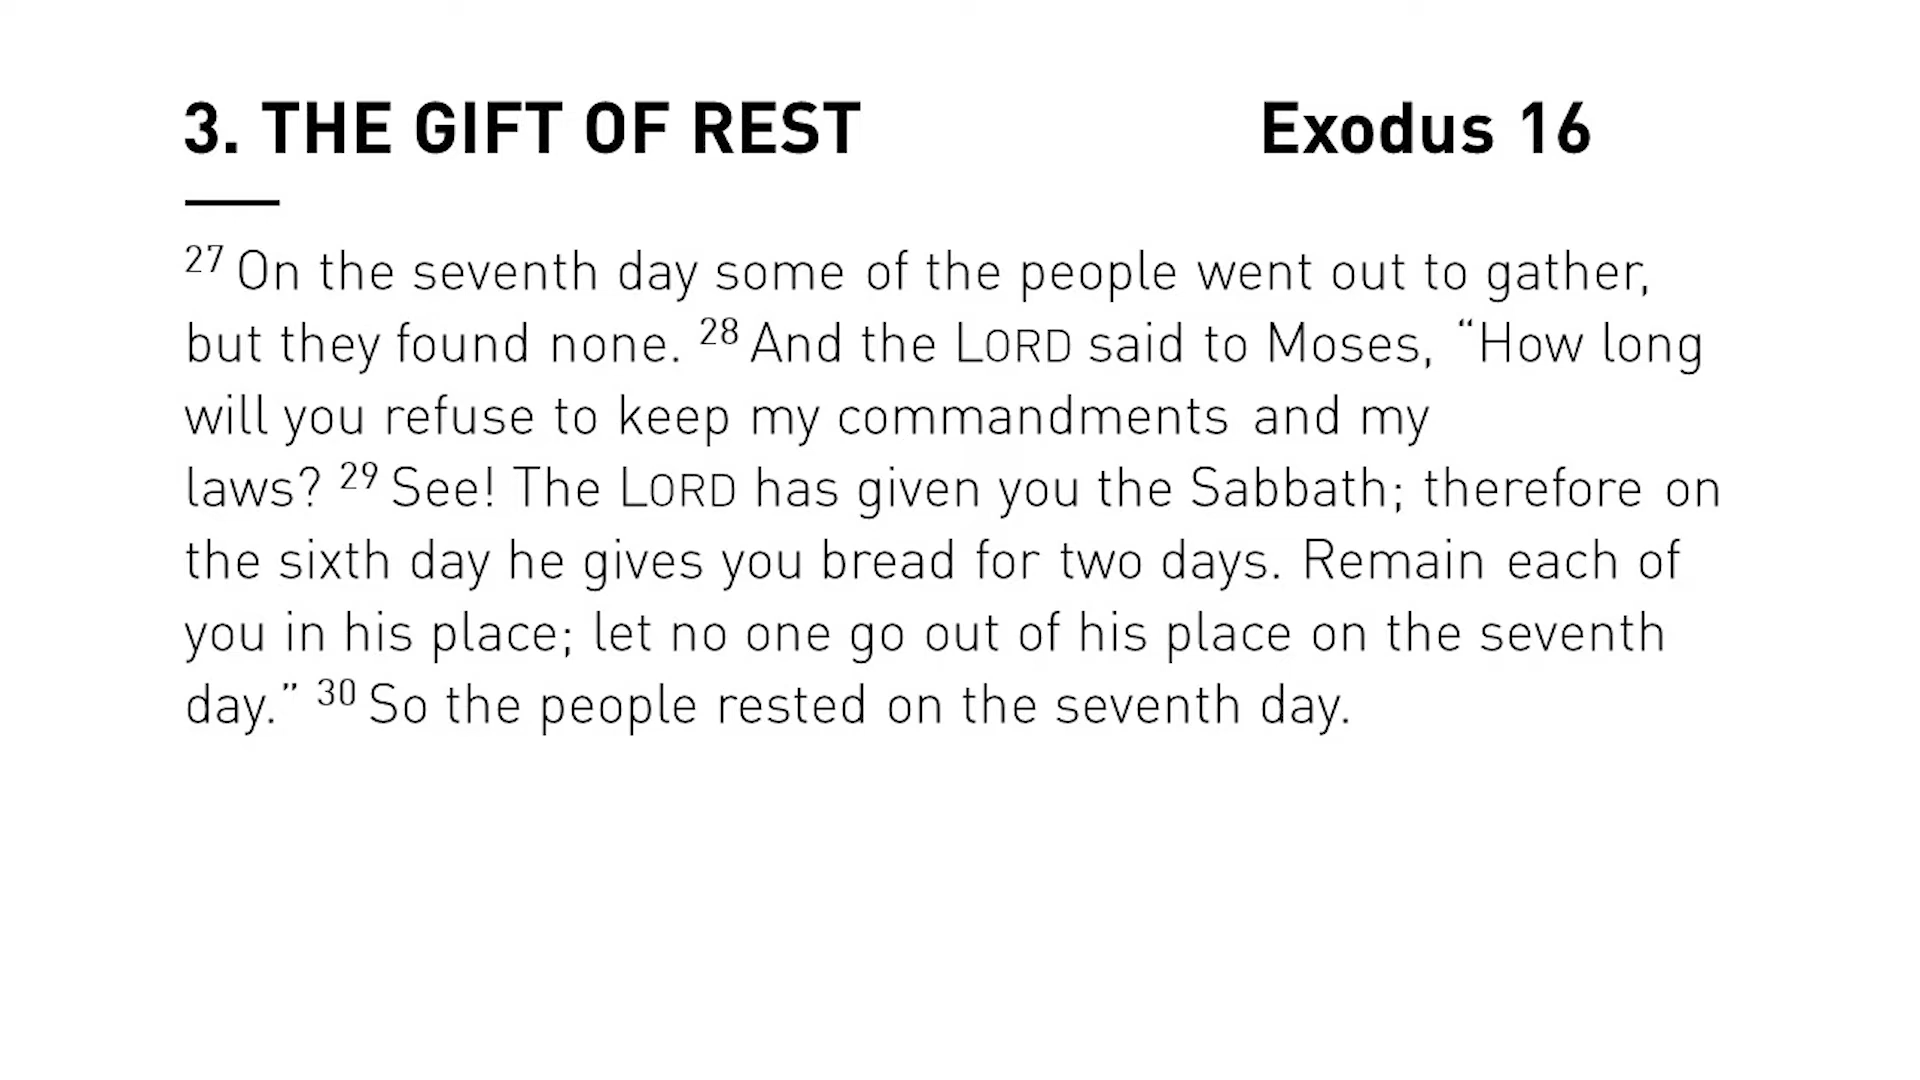 3. THE GIFT OF REST Exodus 16
27 On the seventh day some of the people went out to gather,
but they found none. 28 And the LORD said to Moses, “How long
will you refuse to keep my commandments and my
laws? 29 See! The LORD has given you the Sabbath; therefore on
the sixth day he gives you bread for two days. Remain each of
you in his place; let no one go out of his place on the seventh
day.” 30 So the people rested on the seventh day.